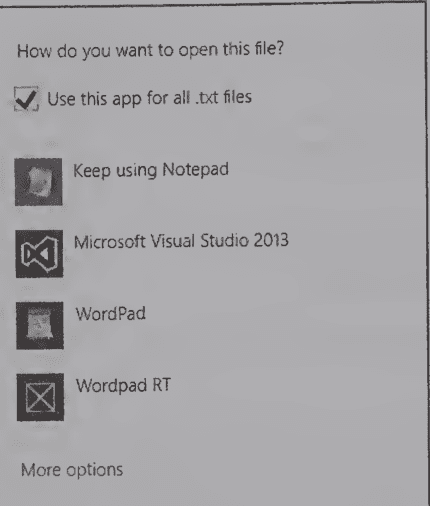 How do you want to open this file?
Use this app for all .txt files
Keep using Notepad
Microsoft Visual Studio 2013
WordPad
Wordpad RT
More options